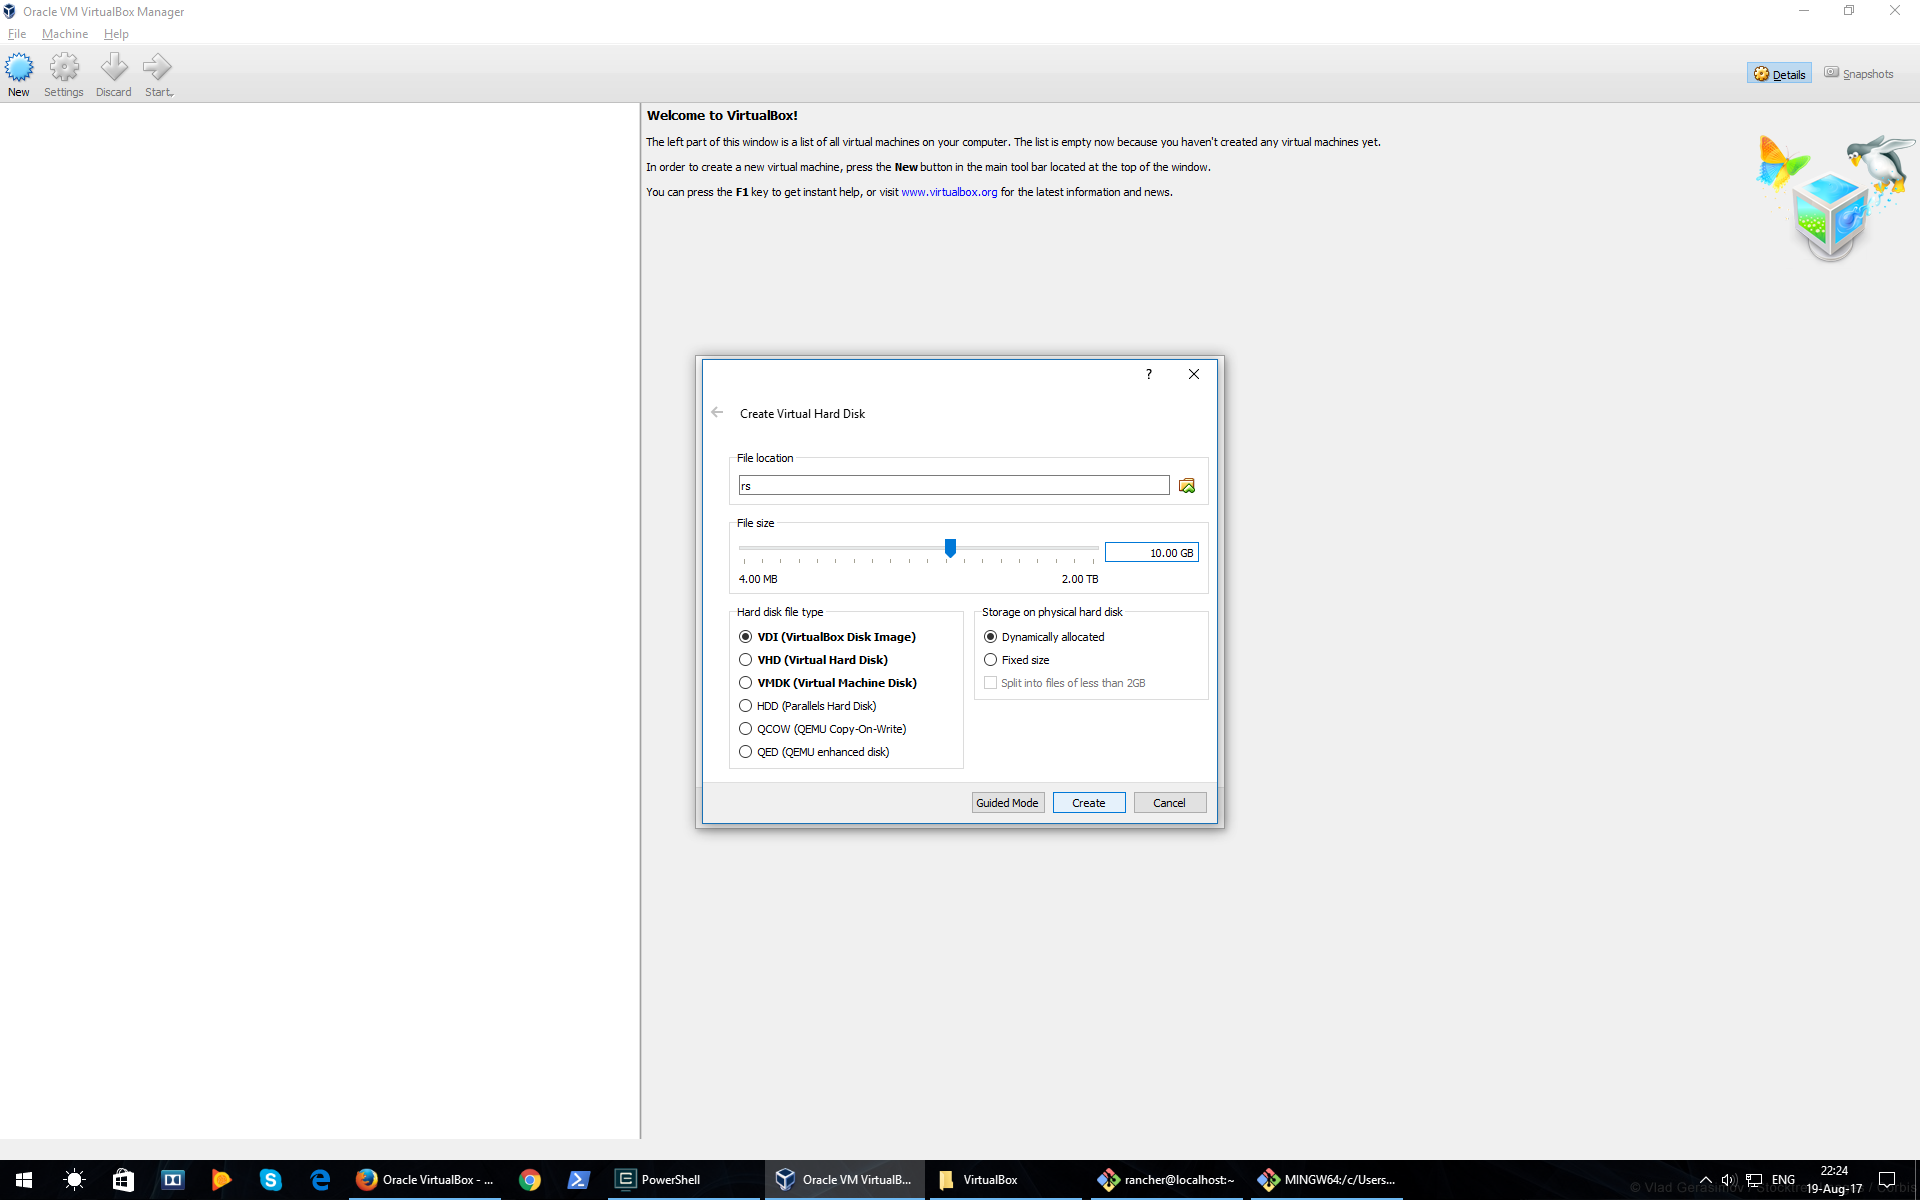 Oracle VM VirtualBox Manager
File Machine Help
New Settings Discard Start
Details Snapshots
Welcome to VirtualBox!
The left part of this window is a list of all virtual machines on your computer. The list is empty now because you haven't created any virtual machines yet.
In order to create a new virtual machine, press the New button in the main tool bar located at the top of the window.
You can press the F1 key to get instant help, or visit www.virtualbox.org for the latest information and news.
?
Create Virtual Hard Disk
File location
rs
File size
10.00 GB
4.00 MB 2.00 TB
Hard disk file type
VDI (VirtualBox Disk Image)
VHD (Virtual Hard Disk)
VMDK (Virtual Machine Disk)
HDD (Parallels Hard Disk)
QCOW (QEMU Copy-On-Write)
QED (QEMU enhanced disk)
Storage on physical hard disk
Dynamically allocated
Fixed size
Split into files of less than 2GB
Guided Mode Create Cancel
Oracle VirtualBox - ... PowerShell Oracle VM VirtualB... VirtualBox rancher@localhost:~ MINGW64:/c/Users... ENG
22:24
19-Aug-17
© Vlad Gerasimov / Stocktrek / Corbis